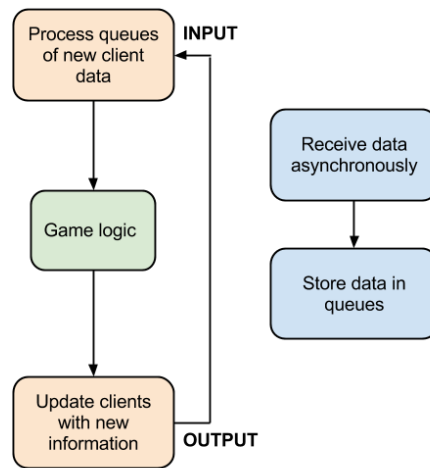 Process queues
of new client
data
INPUT
Game logic
Update clients
with new
information
OUTPUT
Receive data
asynchronously
Store data in
queues